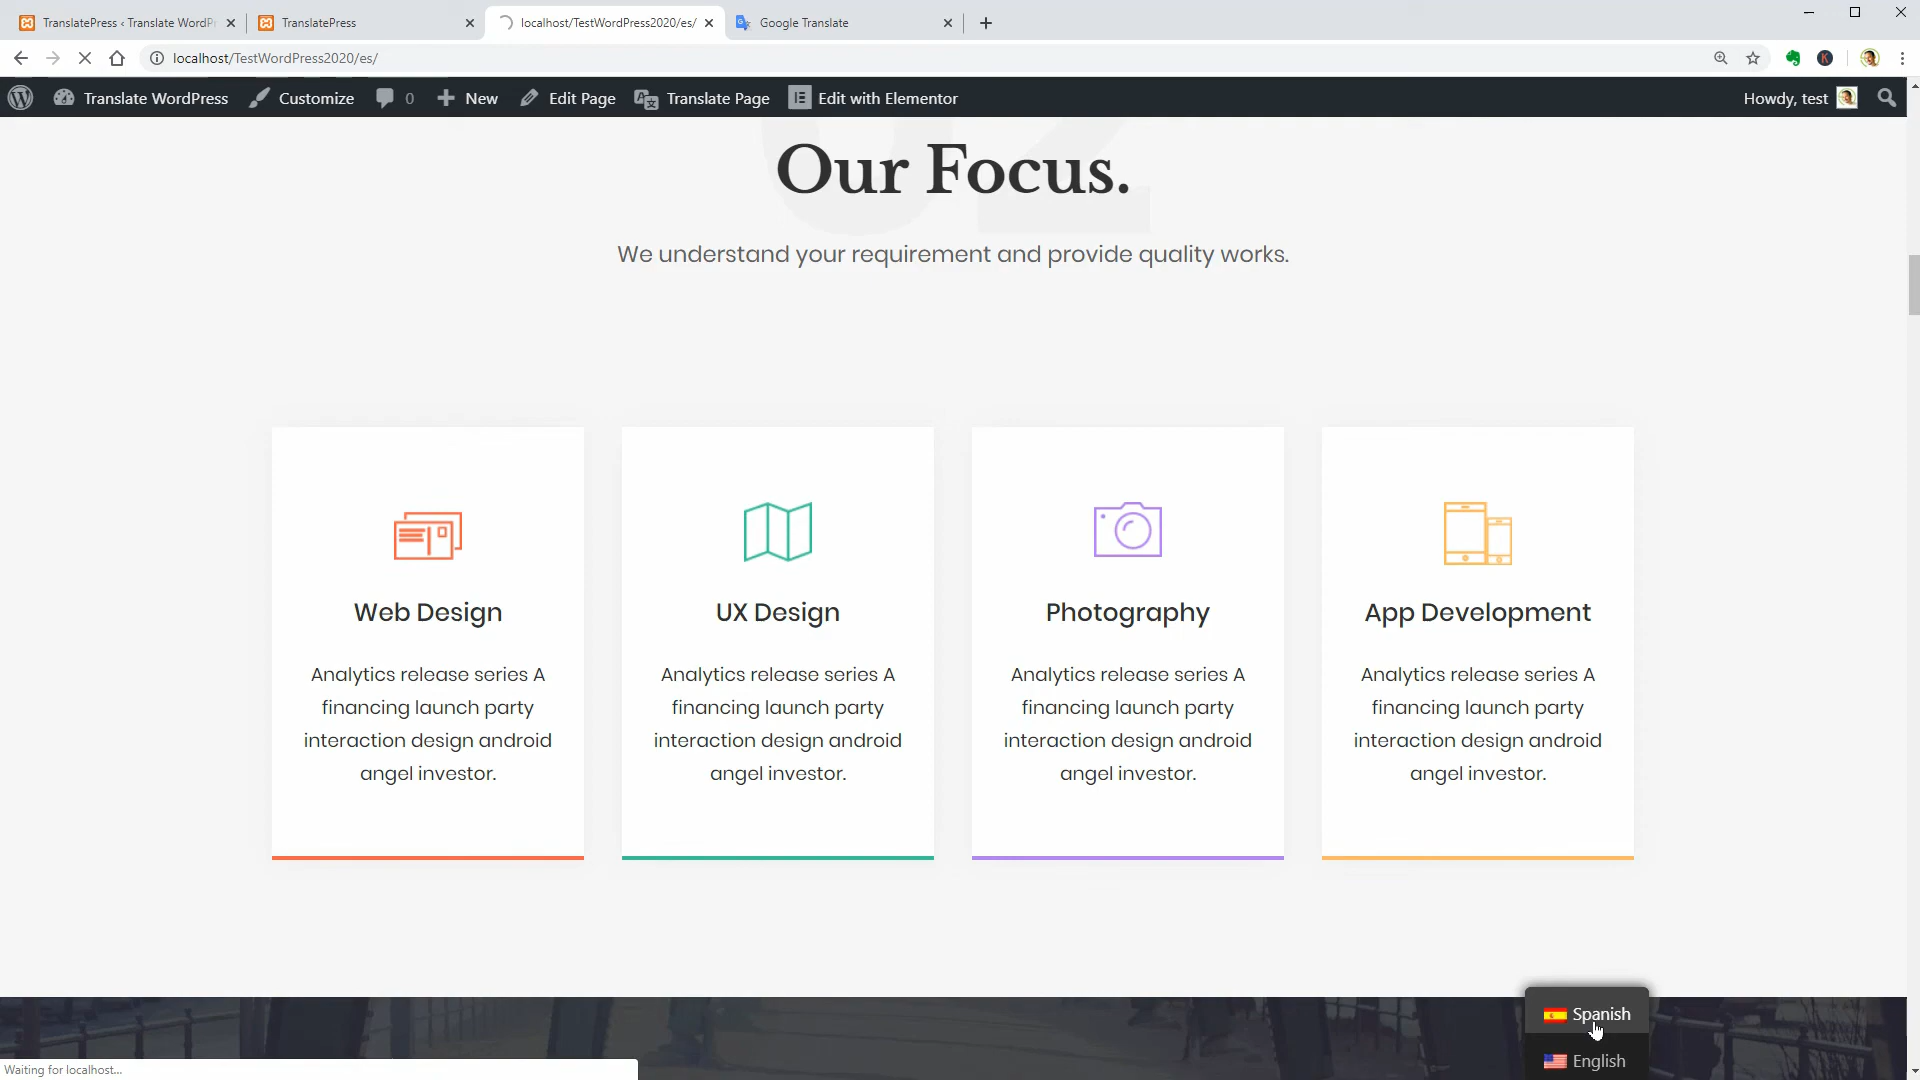 TranslatePress ‹ Translate WordPr
TranslatePress
localhost/TestWordPress2020/es/
Google Translate
localhost/TestWordPress2020/es/
Translate WordPress
Customize
0
New
Edit Page
Translate Page
Edit with Elementor
Howdy, test
02
Our Focus.
We understand your requirement and provide quality works.
Web Design
Analytics release series A
financing launch party
interaction design android
angel investor.
UX Design
Analytics release series A
financing launch party
interaction design android
angel investor.
Photography
Analytics release series A
financing launch party
interaction design android
angel investor.
App Development
Analytics release series A
financing launch party
interaction design android
angel investor.
Spanish
English
Waiting for localhost...